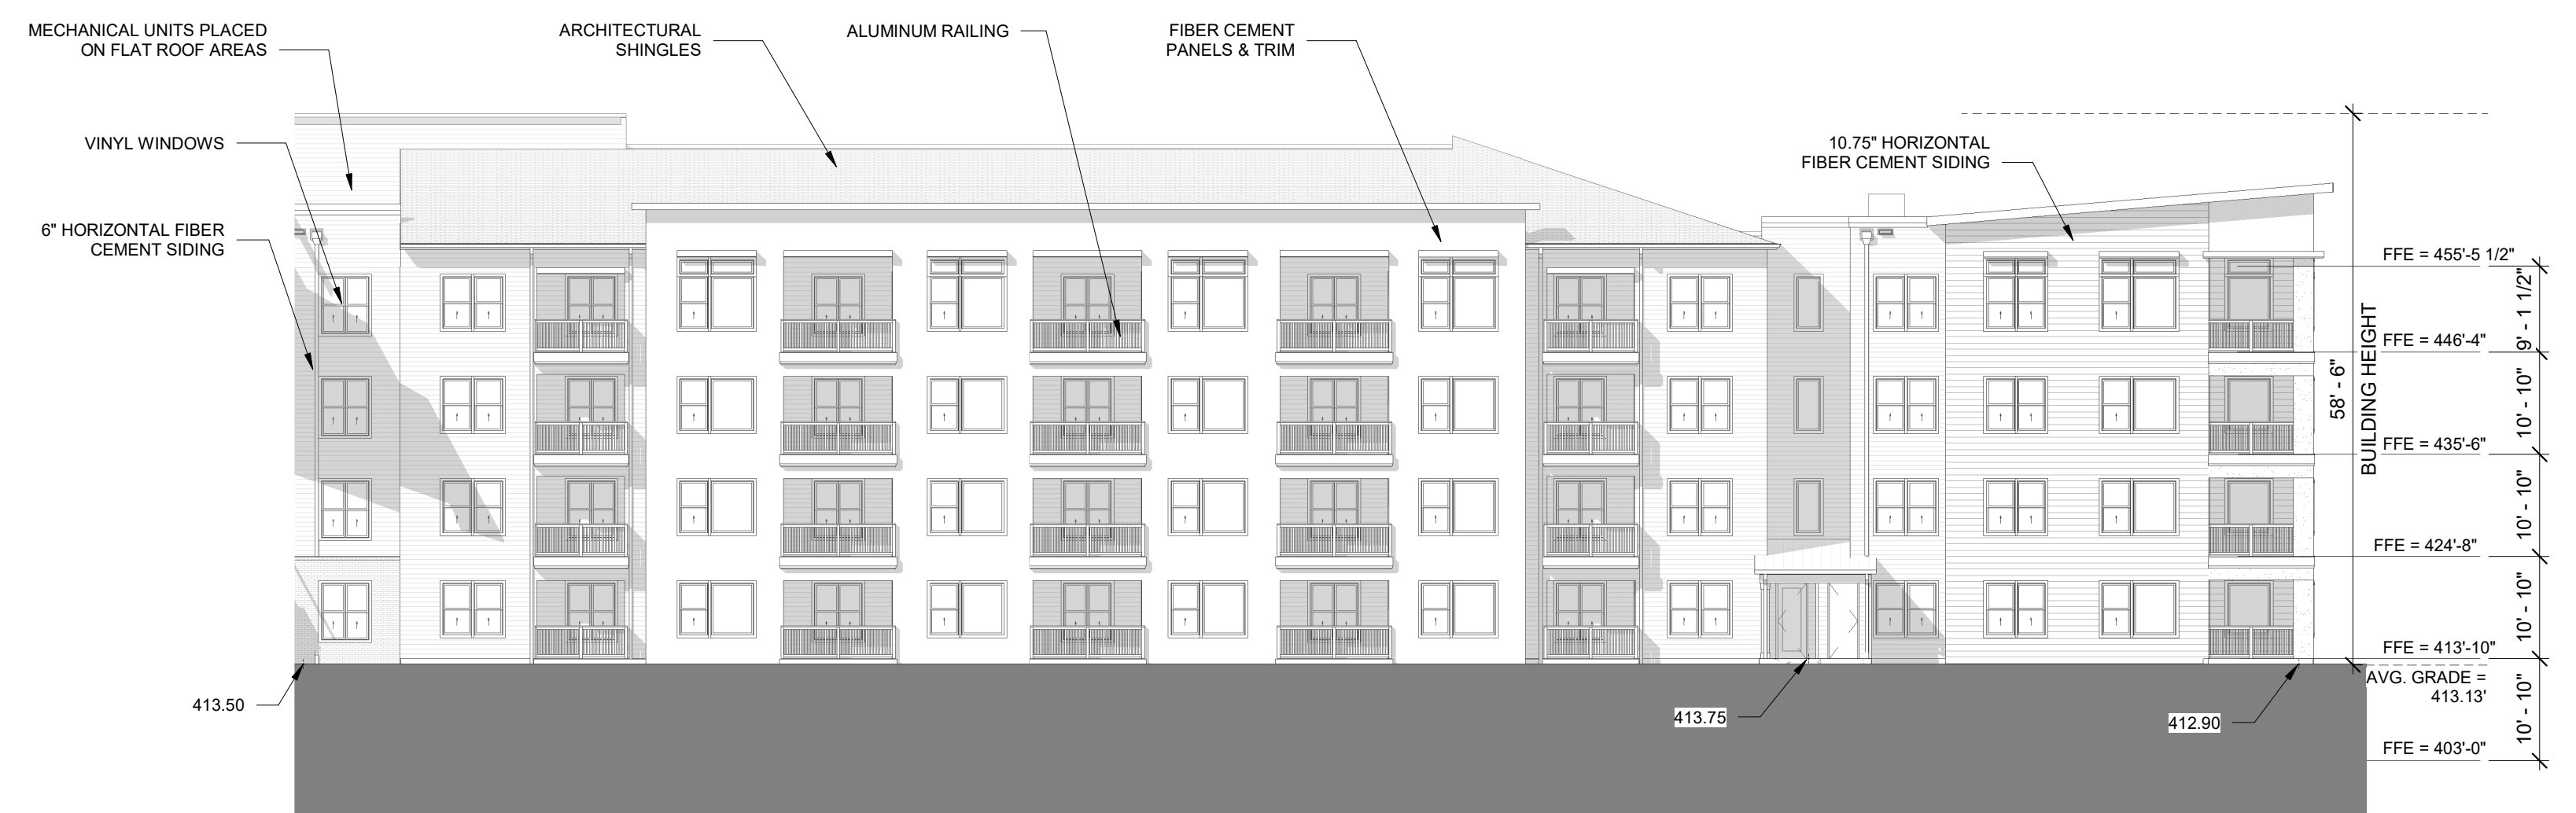 MECHANICAL UNITS PLACED
ON FLAT ROOF AREAS
ARCHITECTURAL
SHINGLES
ALUMINUM RAILING
FIBER CEMENT
PANELS & TRIM
VINYL WINDOWS
10.75" HORIZONTAL
FIBER CEMENT SIDING
6" HORIZONTAL FIBER
CEMENT SIDING
FFE = 455'-5 1/2"
9' - 1 1/2"
FFE = 446'-4"
58' - 6"
BUILDING HEIGHT
10' - 10"
FFE = 435'-6"
10' - 10"
FFE = 424'-8"
10' - 10"
FFE = 413'-10"
AVG. GRADE =
413.13'
10' - 10"
FFE = 403'-0"
413.50
413.75
412.90